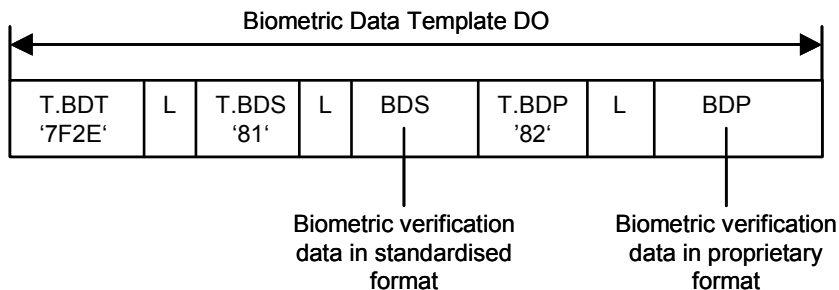 Biometric Data Template DO
T.BDT L T.BDS L BDS T.BDP L BDP
‘7F2E‘ ‘81‘ ’82‘
Biometric verification Biometric verification
data in standardised data in proprietary
format format